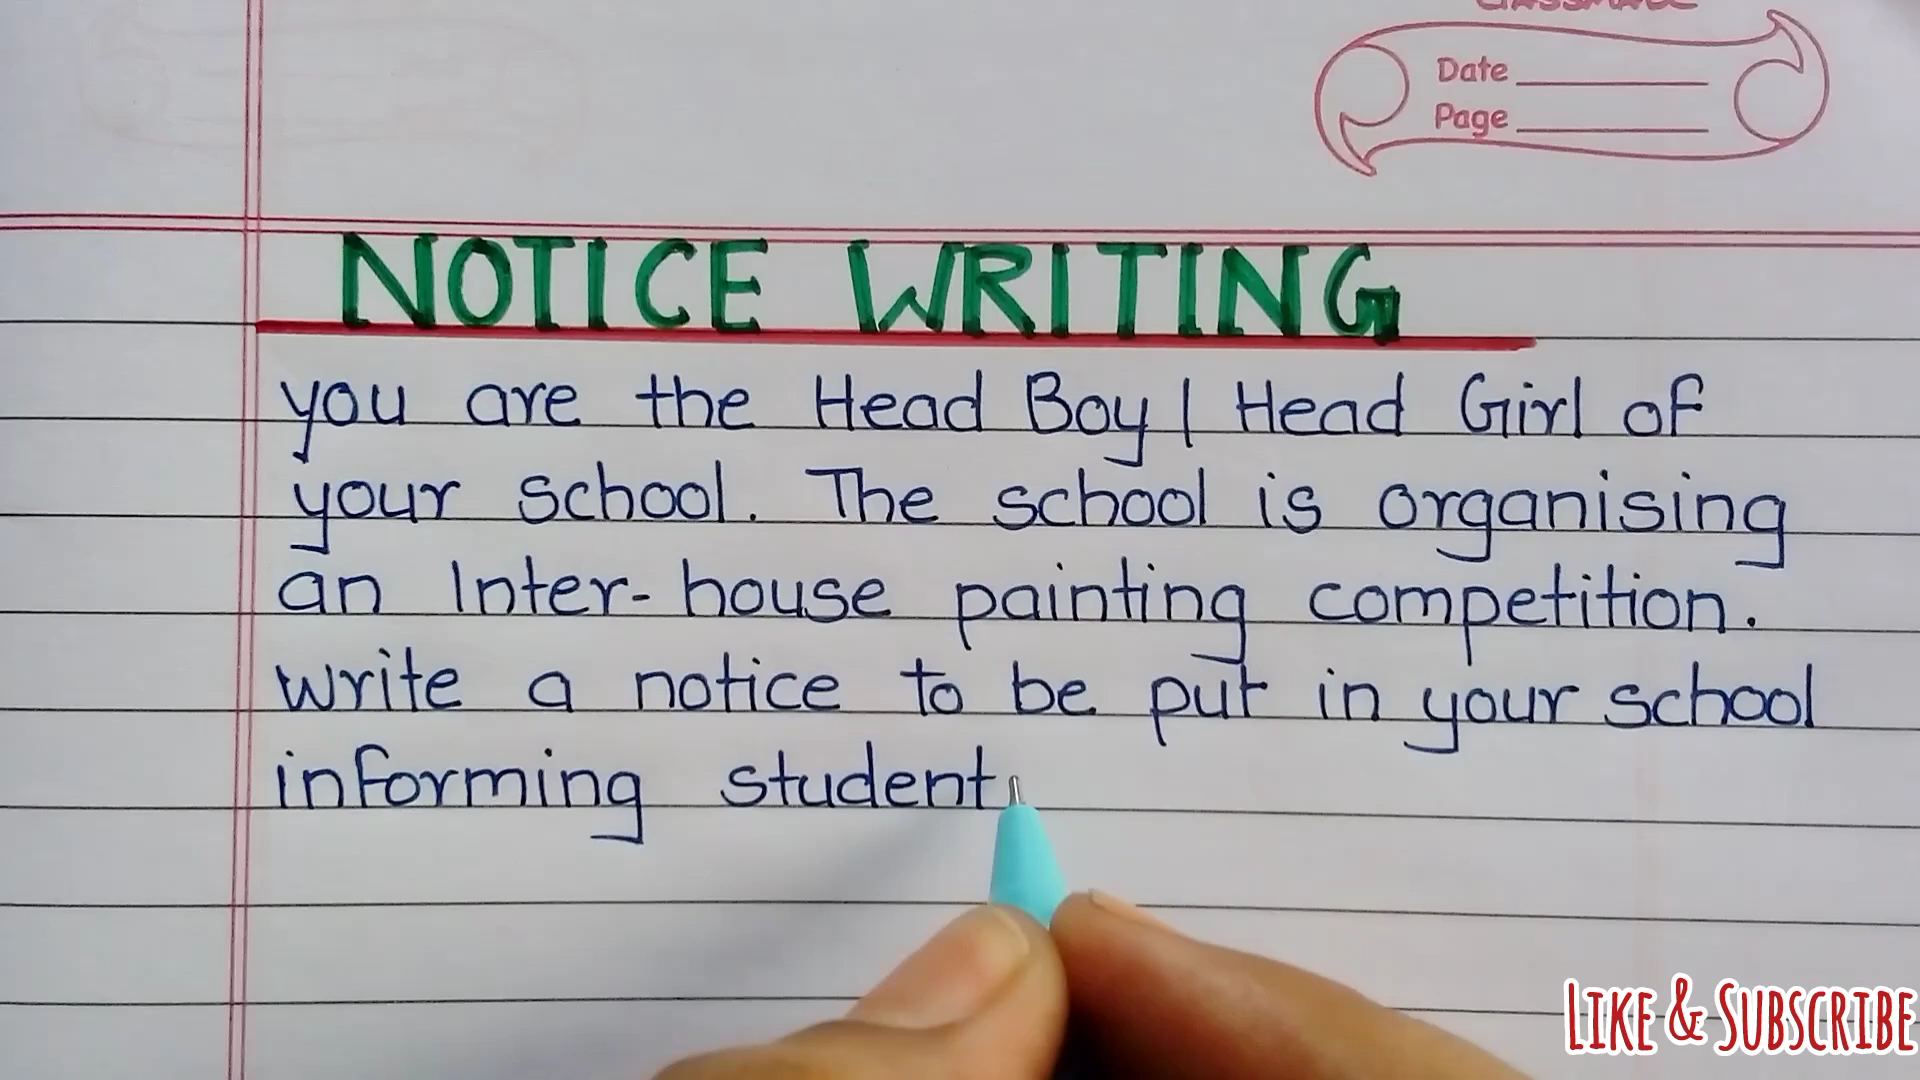 Date
Page
NOTICE WRITING
you are the Head Boy | Head Girl of
your school. The school is organising
an Inter-house painting competition.
write a notice to be put in your school
informing student
LIKE & SUBSCRIBE